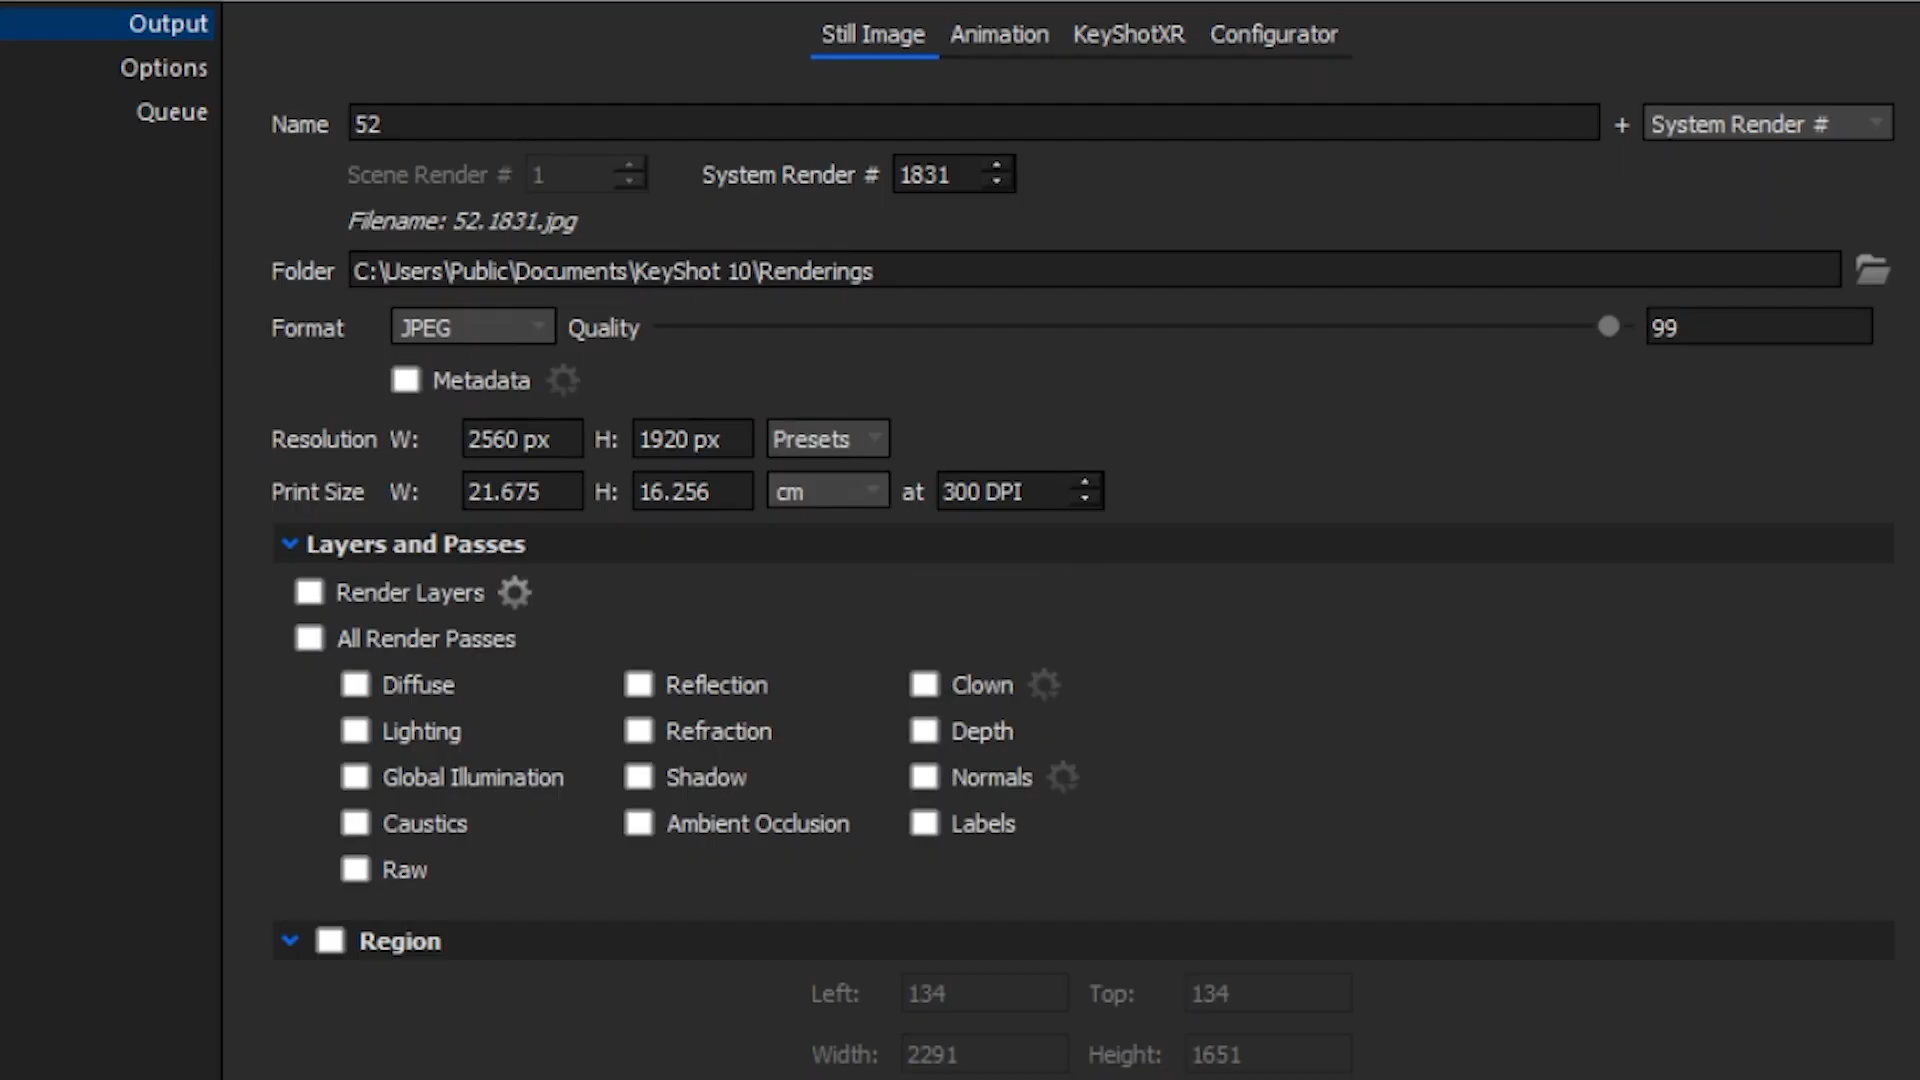 Output
Options
Queue
Still Image Animation KeyShotXR Configurator
Name 52 + System Render #
Scene Render # 1 System Render # 1831
Filename: 52.1831.jpg
Folder C:\Users\Public\Documents\KeyShot 10\Renderings
Format JPEG Quality 99
Metadata
Resolution W: 2560 px H: 1920 px Presets
Print Size W: 21.675 H: 16.256 cm at 300 DPI
Layers and Passes
Render Layers
All Render Passes
Diffuse Reflection Clown
Lighting Refraction Depth
Global Illumination Shadow Normals
Caustics Ambient Occlusion Labels
Raw
Region
Left: 134 Top: 134
Width: 2291 Height: 1651